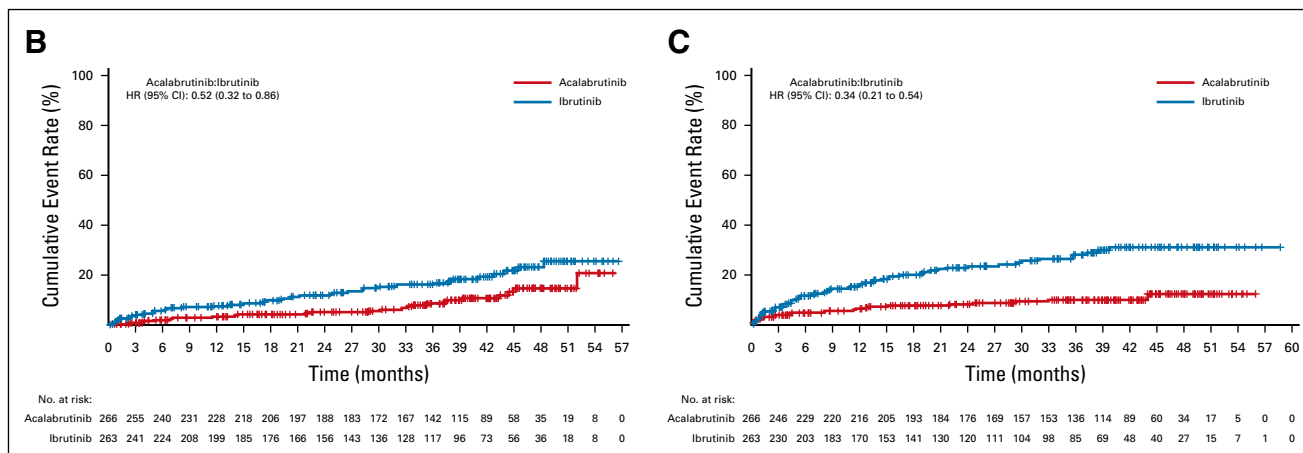 B
Acalabrutinib:Ibrutinib
HR (95% CI): 0.52 (0.32 to 0.86)
Acalabrutinib
Ibrutinib
Cumulative Event Rate (%)
100
80
60
40
20
0 3 6 9 12 15 18 21 24 27 30 33 36 39 42 45 48 51 54 57
Time (months)
No. at risk:
Acalabrutinib 266 255 240 231 228 218 206 197 188 183 172 167 142 115 89 58 35 19 8 0
Ibrutinib 263 241 224 208 199 185 176 166 156 143 136 128 117 96 73 56 36 18 8 0
C
Acalabrutinib:Ibrutinib
HR (95% CI): 0.34 (0.21 to 0.54)
Acalabrutinib
Ibrutinib
Cumulative Event Rate (%)
100
80
60
40
20
0 3 6 9 12 15 18 21 24 27 30 33 36 39 42 45 48 51 54 57 60
Time (months)
No. at risk:
Acalabrutinib 266 246 229 220 216 205 193 184 176 169 157 153 136 114 89 60 34 17 5 0 0
Ibrutinib 263 230 203 183 170 153 141 130 120 111 104 98 85 69 48 40 27 15 7 1 0